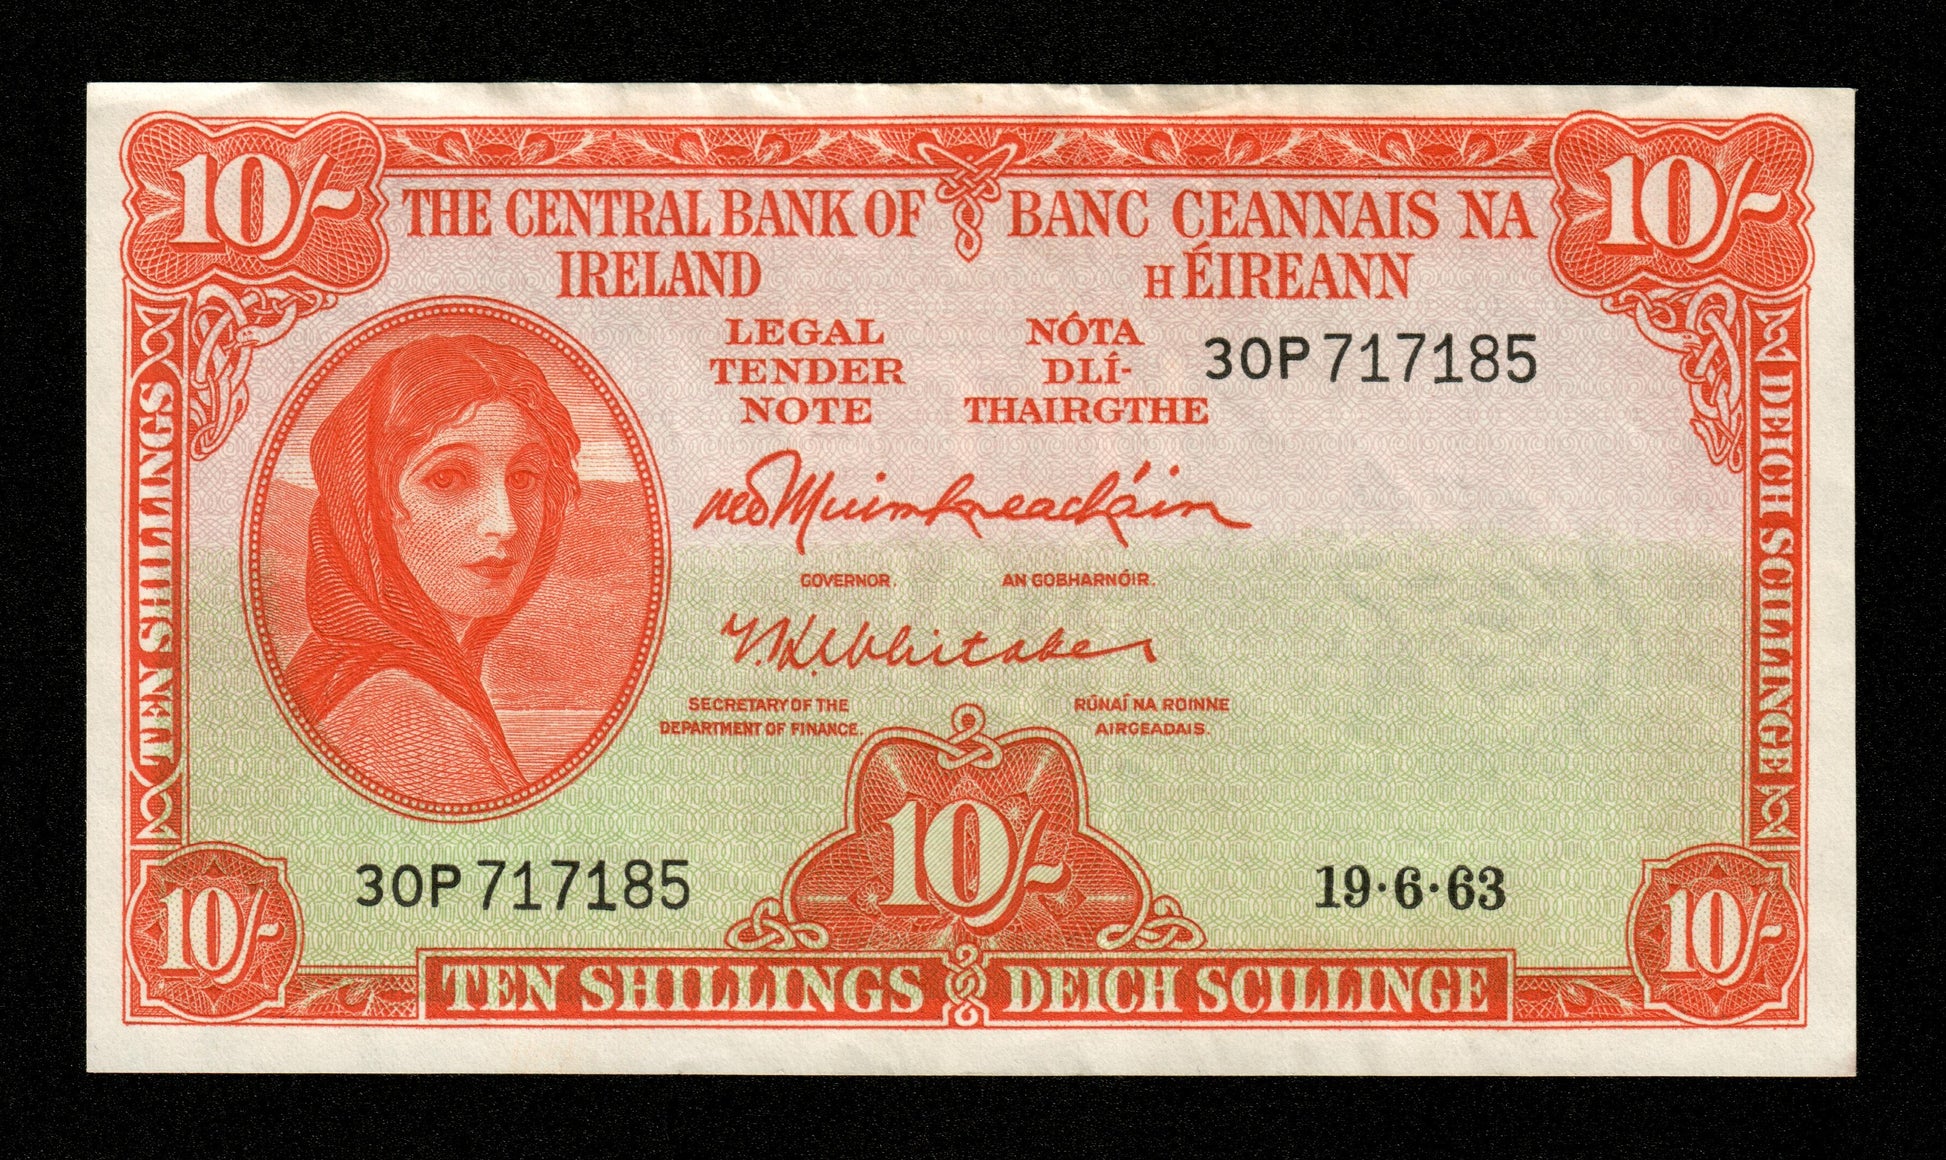 10/-
10/-
THE CENTRAL BANK OF
IRELAND
BANC CEANNAIS NA
H ÉIREANN
LEGAL
TENDER
NOTE
NÓTA
DLÍ-
THAIRGTHE
30P 717185
TEN SHILLINGS
DEICH SCILLINGE
GOVERNOR.
AN GOBHARNÓIR.
T.K. Whitaker
SECRETARY OF THE
DEPARTMENT OF FINANCE.
RÚNAÍ NA ROINNE
AIRGEADAIS.
30P 717185
10/-
19·6·63
10/-
10/-
TEN SHILLINGS
DEICH SCILLINGE